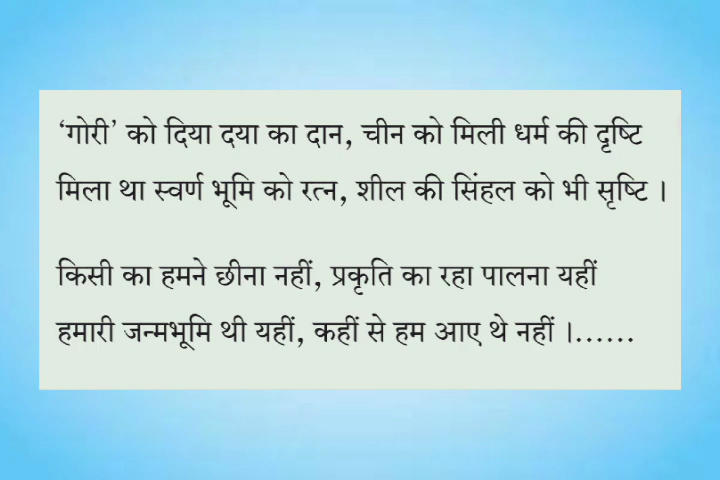 ‘गोरी’ को दिया दया का दान, चीन को मिली धर्म की दृष्टि
मिला था स्वर्ण भूमि को रत्न, शील की सिंहल को भी सृष्टि ।
किसी का हमने छीना नहीं, प्रकृति का रहा पालना यहीं
हमारी जन्मभूमि थी यहीं, कहीं से हम आए थे नहीं ।......